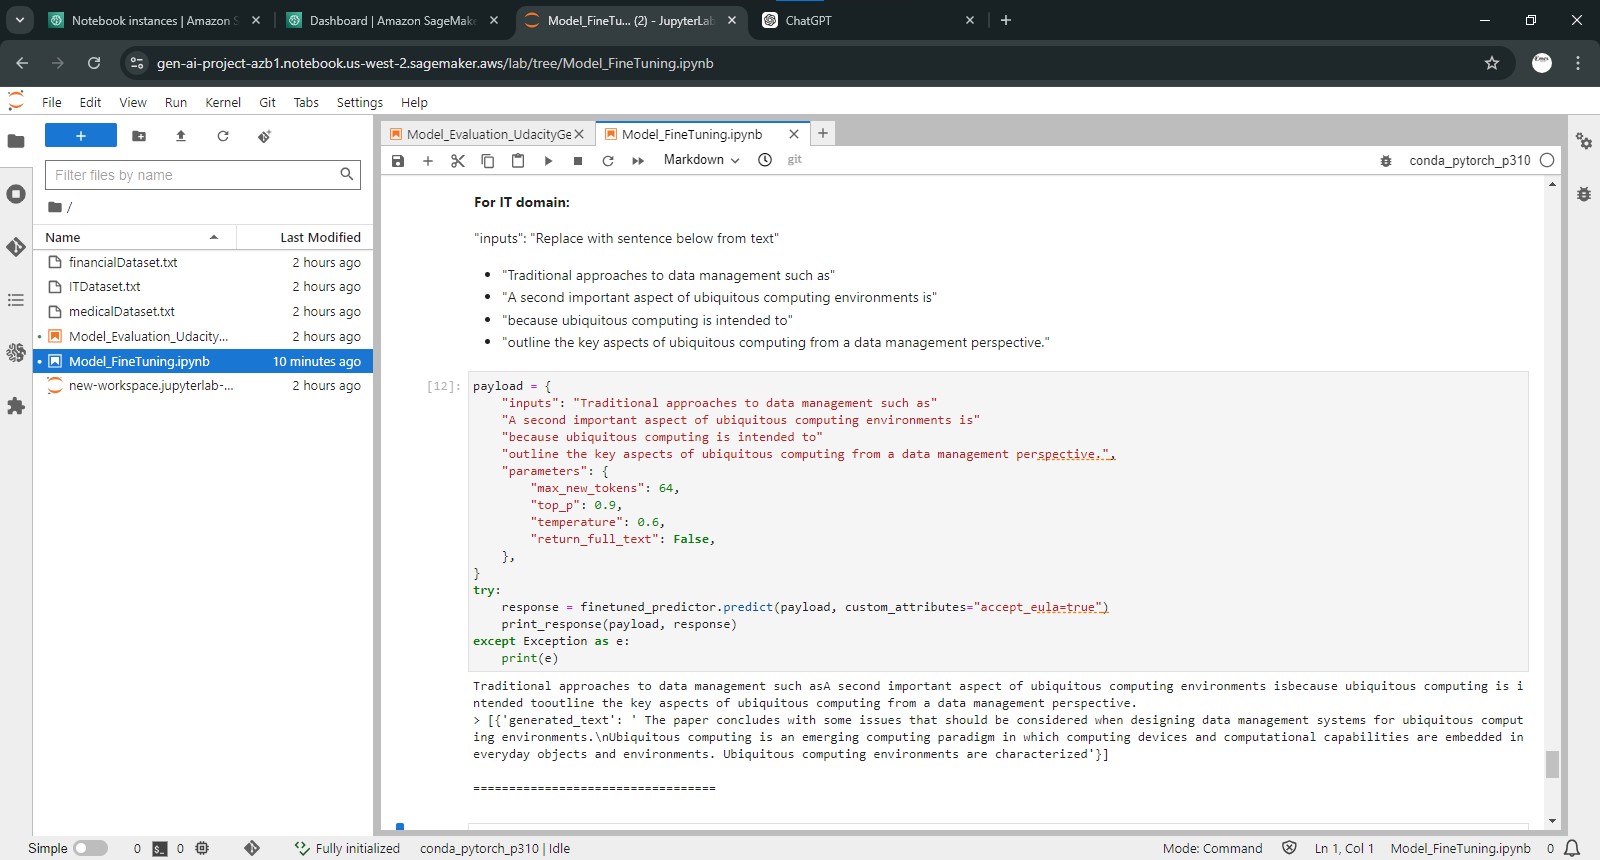 Notebook instances | Amazon S
Dashboard | Amazon SageMake
Model_FineTu... (2) - JupyterLab
ChatGPT
gen-ai-project-azb1.notebook.us-west-2.sagemaker.aws/lab/tree/Model_FineTuning.ipynb
File Edit View Run Kernel Git Tabs Settings Help
Model_Evaluation_UdacityGe
Model_FineTuning.ipynb
Markdown
git
conda_pytorch_p310
Filter files by name
/
Name Last Modified
financialDataset.txt 2 hours ago
ITDataset.txt 2 hours ago
medicalDataset.txt 2 hours ago
Model_Evaluation_Udacity... 2 hours ago
Model_FineTuning.ipynb 10 minutes ago
new-workspace.jupyterlab-... 2 hours ago
For IT domain:
"inputs": "Replace with sentence below from text"
• "Traditional approaches to data management such as"
• "A second important aspect of ubiquitous computing environments is"
• "because ubiquitous computing is intended to"
• "outline the key aspects of ubiquitous computing from a data management perspective."
[12]: payload = {
"inputs": "Traditional approaches to data management such as"
"A second important aspect of ubiquitous computing environments is"
"because ubiquitous computing is intended to"
"outline the key aspects of ubiquitous computing from a data management perspective.",
"parameters": {
"max_new_tokens": 64,
"top_p": 0.9,
"temperature": 0.6,
"return_full_text": False,
},
}
try:
response = finetuned_predictor.predict(payload, custom_attributes="accept_eula=true")
print_response(payload, response)
except Exception as e:
print(e)
Traditional approaches to data management such asA second important aspect of ubiquitous computing environments isbecause ubiquitous computing is i
ntended tooutline the key aspects of ubiquitous computing from a data management perspective.
> [{'generated_text': ' The paper concludes with some issues that should be considered when designing data management systems for ubiquitous comput
ing environments.\nUbiquitous computing is an emerging computing paradigm in which computing devices and computational capabilities are embedded in
everyday objects and environments. Ubiquitous computing environments are characterized'}]
==================================
Simple 0 0 Fully initialized conda_pytorch_p310 | Idle Mode: Command Ln 1, Col 1 Model_FineTuning.ipynb 0